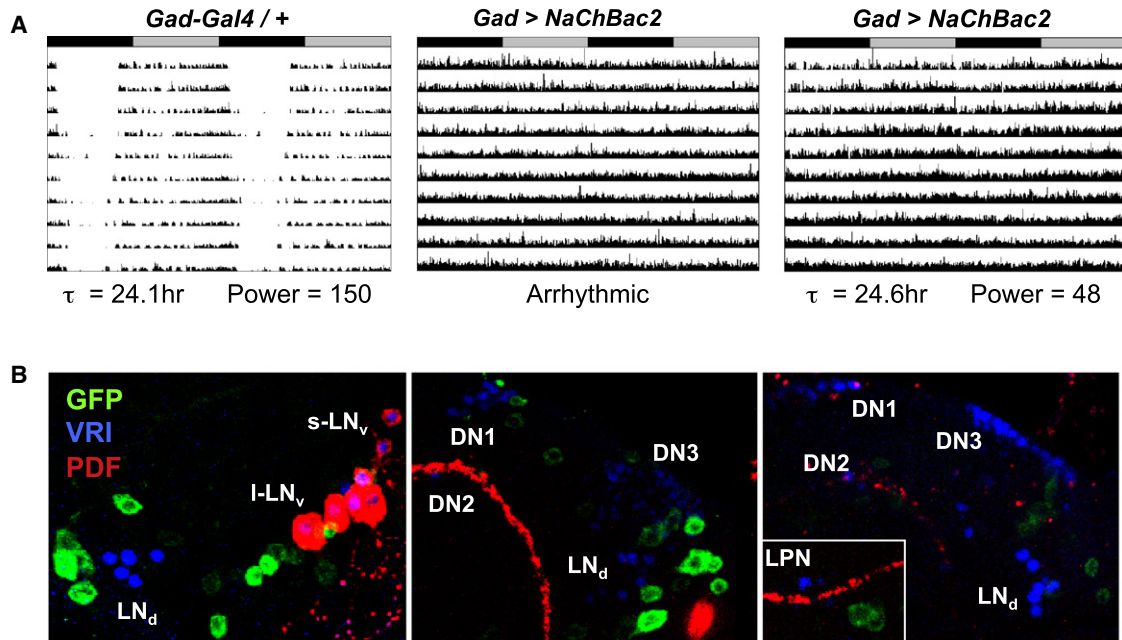 A
Gad-Gal4 / + Gad > NaChBac2 Gad > NaChBac2
τ = 24.1hr Power = 150 Arrhythmic τ = 24.6hr Power = 48
B
GFP
VRI
PDF
s-LNv
l-LNv
LNd
DN1
DN3
DN2
LNd
DN1
DN3
DN2
LPN
LNd